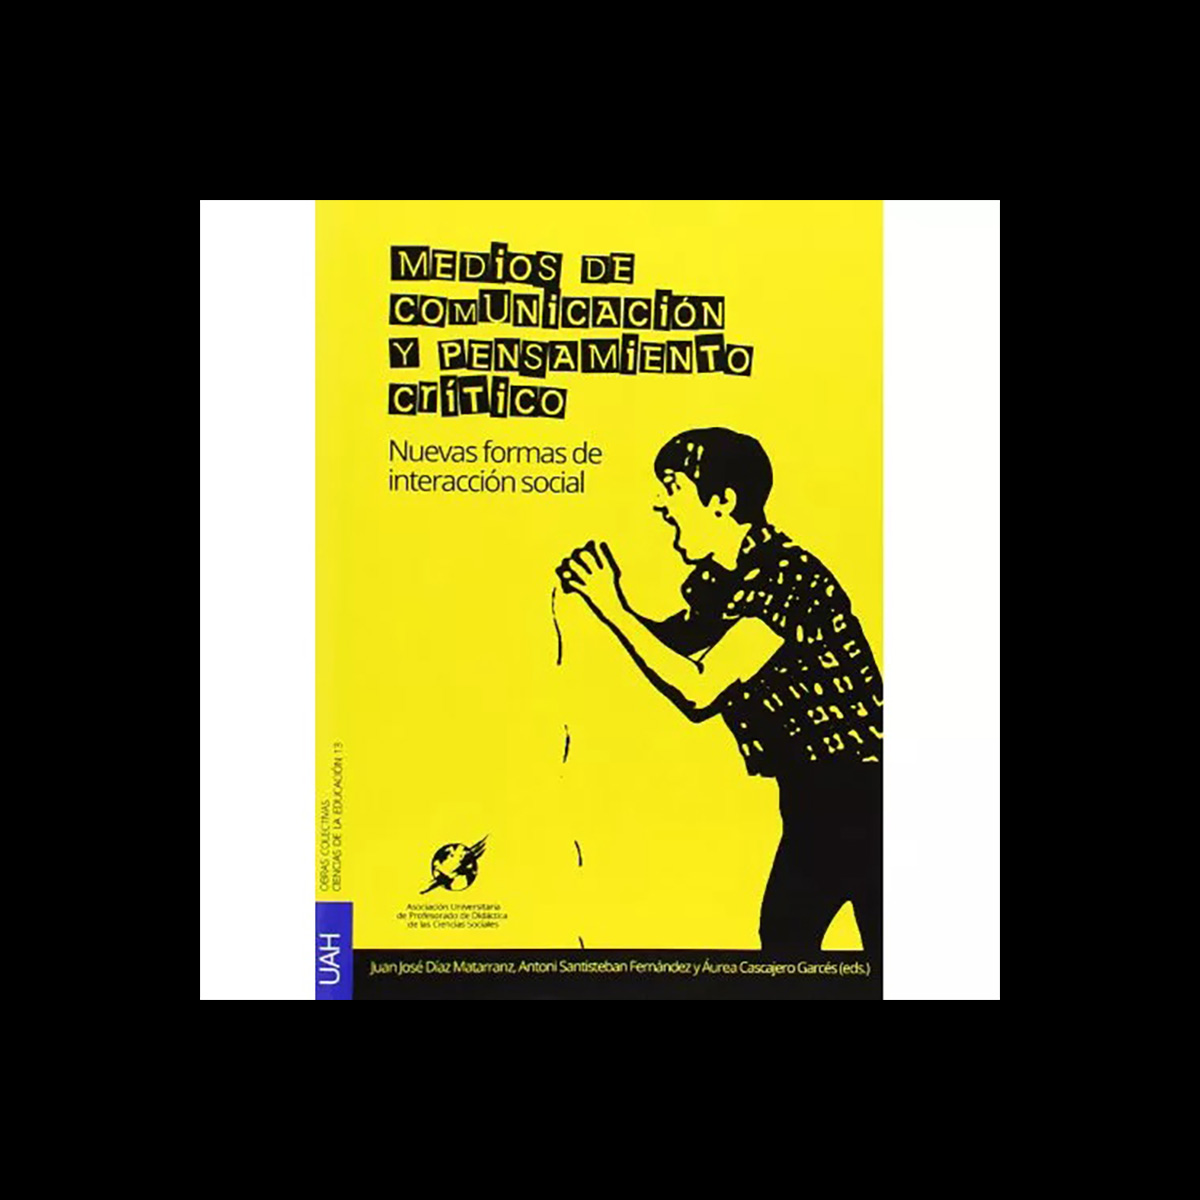 MEDIOS DE
COMUNICACIÓN
Y PENSAMIENTO
CRÍTICO
Nuevas formas de
interacción social
OBRAS COLECTIVAS
CIENCIAS DE LA EDUCACIÓN 13
Asociación Universitaria
de Profesorado de Didáctica
de las Ciencias Sociales
UAH
Juan José Díaz Matarranz, Antoni Santisteban Fernández y Áurea Cascajero Garcés (eds.)